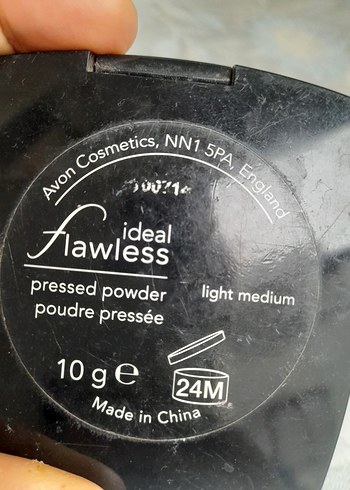 Avon Cosmetics, NN1 5PA, England
ideal
flawless
pressed powder
light medium
poudre pressée
10 g ℮
24M
Made in China